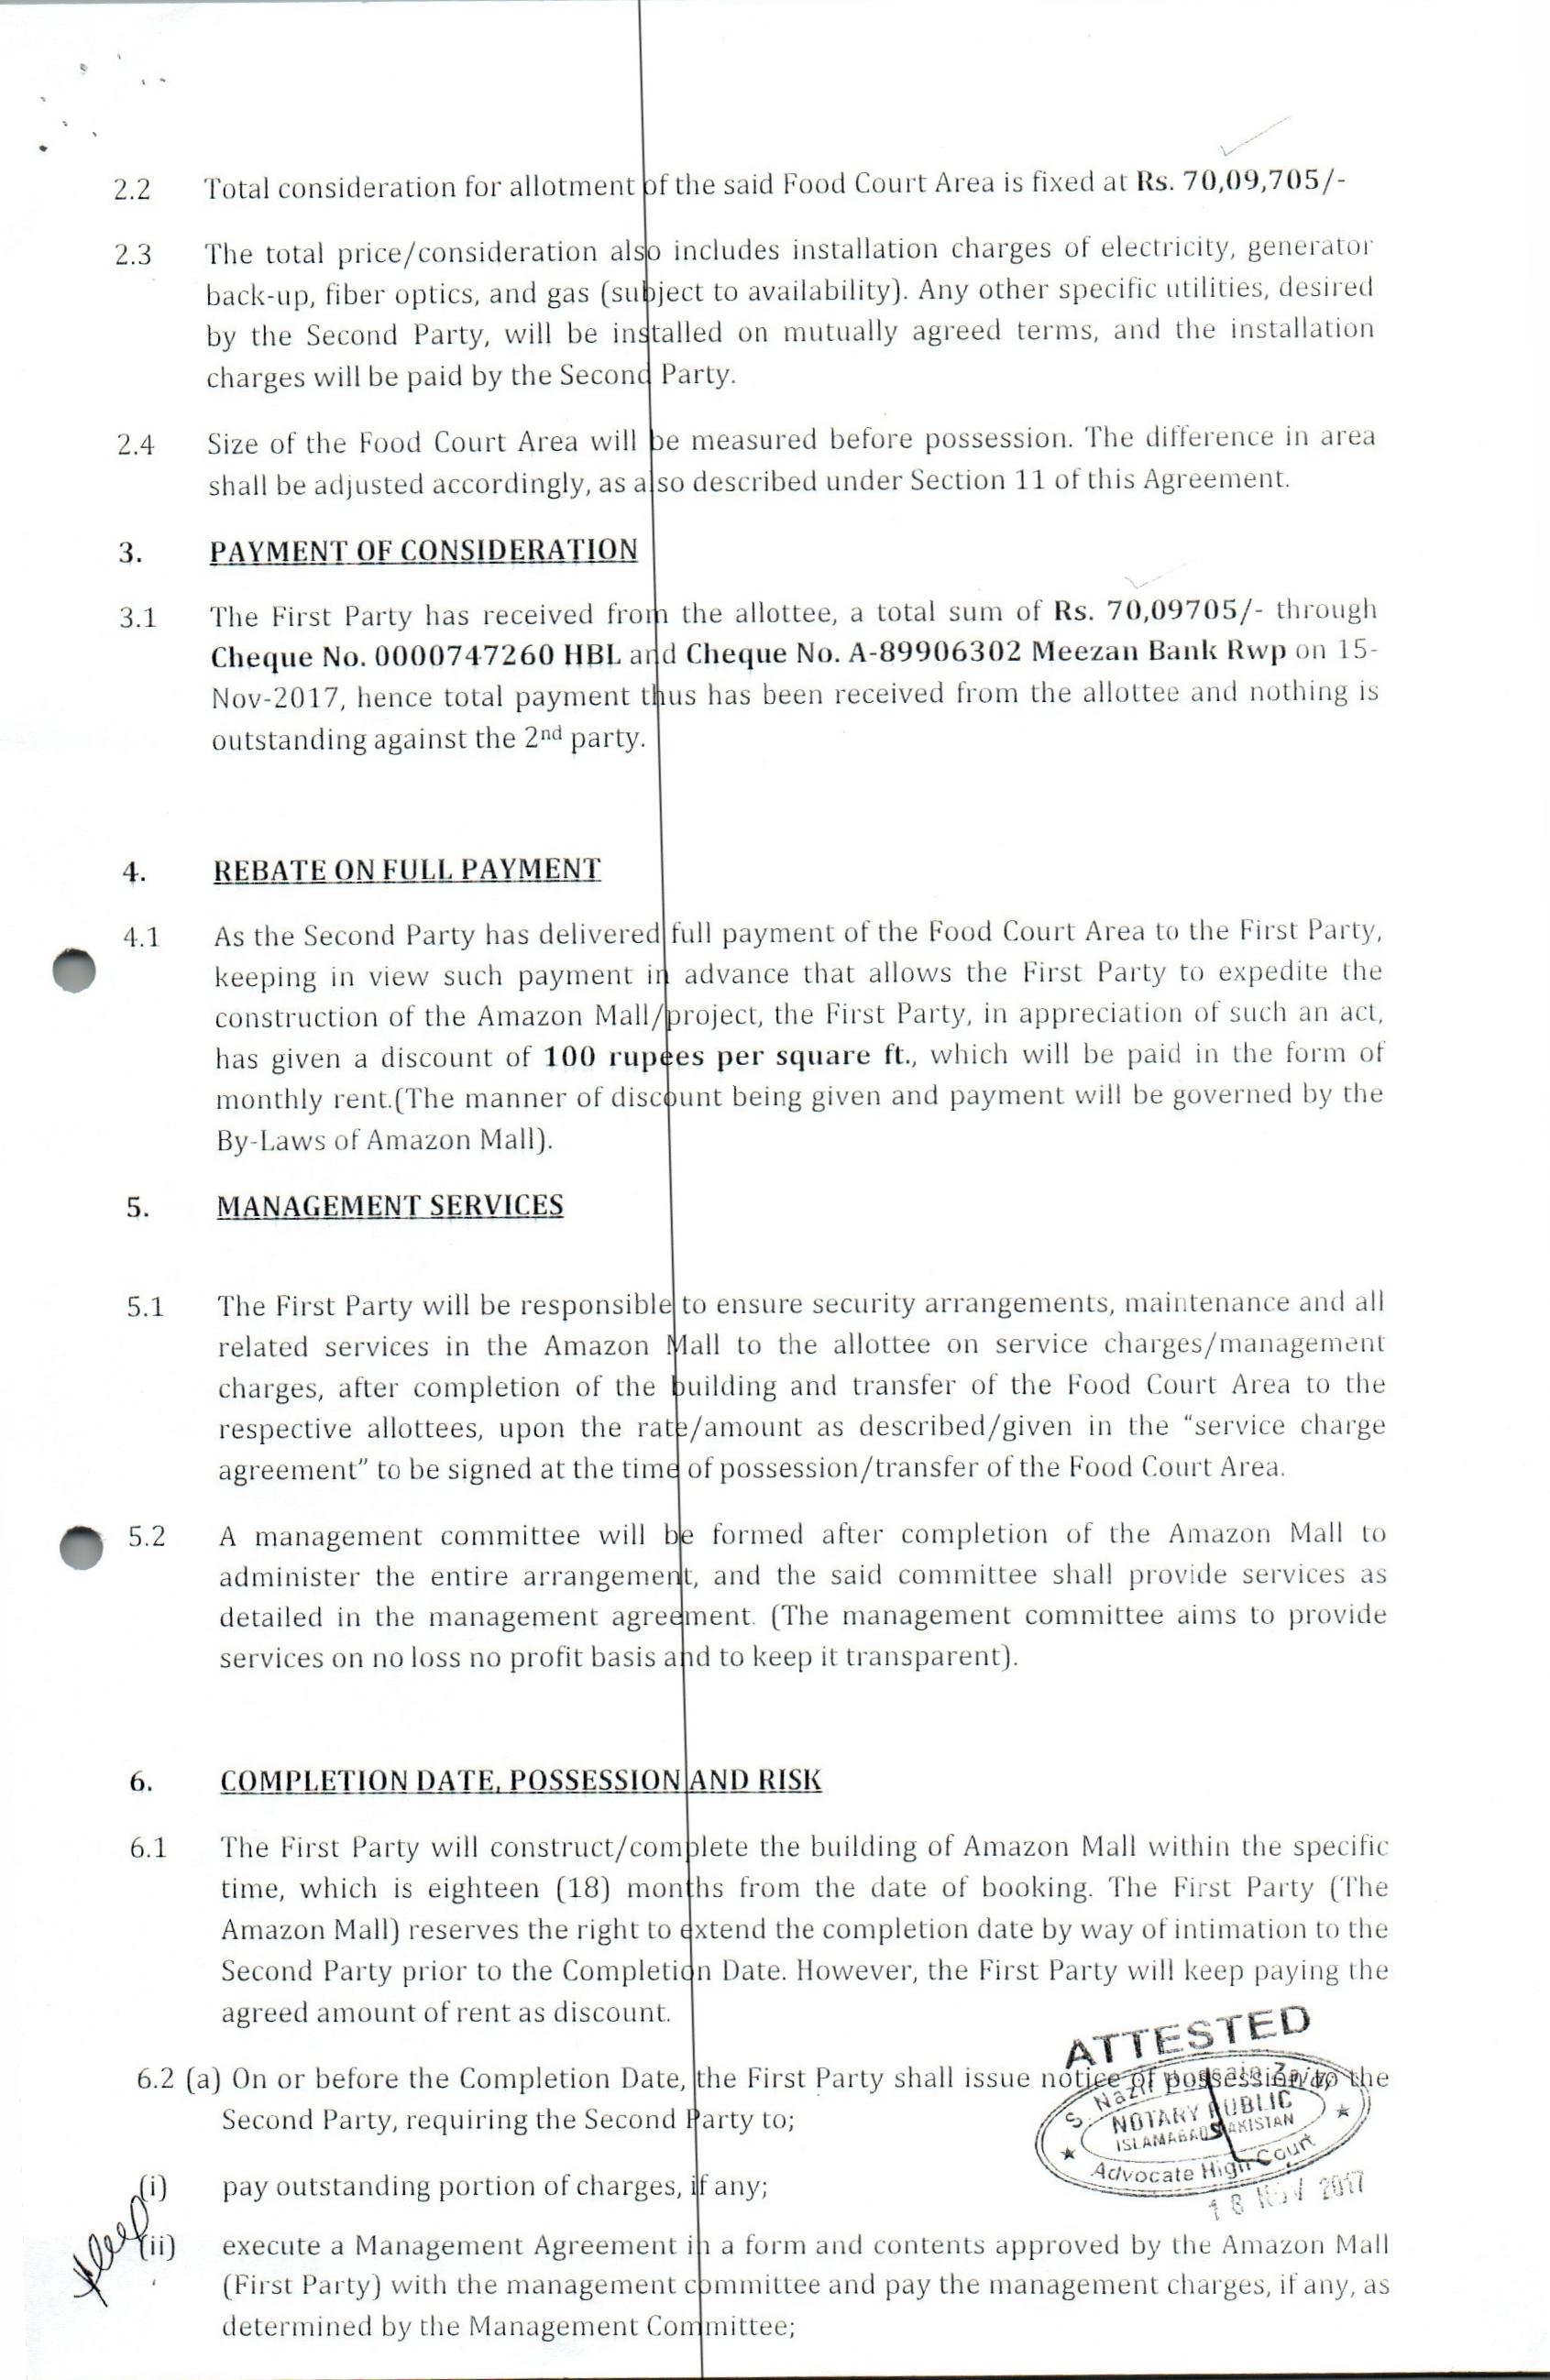 2.2 Total consideration for allotment of the said Food Court Area is fixed at Rs. 70,09,705/-
2.3 The total price/consideration also includes installation charges of electricity, generator
back-up, fiber optics, and gas (subject to availability). Any other specific utilities, desired
by the Second Party, will be installed on mutually agreed terms, and the installation
charges will be paid by the Second Party.
2.4 Size of the Food Court Area will be measured before possession. The difference in area
shall be adjusted accordingly, as also described under Section 11 of this Agreement.
3. PAYMENT OF CONSIDERATION
3.1 The First Party has received from the allottee, a total sum of Rs. 70,09705/- through
Cheque No. 0000747260 HBL and Cheque No. A-89906302 Meezan Bank Rwp on 15-
Nov-2017, hence total payment thus has been received from the allottee and nothing is
outstanding against the 2nd party.
4. REBATE ON FULL PAYMENT
4.1 As the Second Party has delivered full payment of the Food Court Area to the First Party,
keeping in view such payment in advance that allows the First Party to expedite the
construction of the Amazon Mall/project, the First Party, in appreciation of such an act,
has given a discount of 100 rupees per square ft., which will be paid in the form of
monthly rent.(The manner of discount being given and payment will be governed by the
By-Laws of Amazon Mall).
5. MANAGEMENT SERVICES
5.1 The First Party will be responsible to ensure security arrangements, maintenance and all
related services in the Amazon Mall to the allottee on service charges/management
charges, after completion of the building and transfer of the Food Court Area to the
respective allottees, upon the rate/amount as described/given in the “service charge
agreement” to be signed at the time of possession/transfer of the Food Court Area.
5.2 A management committee will be formed after completion of the Amazon Mall to
administer the entire arrangement, and the said committee shall provide services as
detailed in the management agreement. (The management committee aims to provide
services on no loss no profit basis and to keep it transparent).
6. COMPLETION DATE, POSSESSION AND RISK
6.1 The First Party will construct/complete the building of Amazon Mall within the specific
time, which is eighteen (18) months from the date of booking. The First Party (The
Amazon Mall) reserves the right to extend the completion date by way of intimation to the
Second Party prior to the Completion Date. However, the First Party will keep paying the
agreed amount of rent as discount.
ATTESTED
6.2 (a) On or before the Completion Date, the First Party shall issue notice of possession to the
Second Party, requiring the Second Party to;
S. Nazir Hussain Zaidi
NOTARY PUBLIC
ISLAMABAD PAKISTAN
Advocate High Court
18 NOV 2017
(i) pay outstanding portion of charges, if any;
(ii) execute a Management Agreement in a form and contents approved by the Amazon Mall
(First Party) with the management committee and pay the management charges, if any, as
determined by the Management Committee;